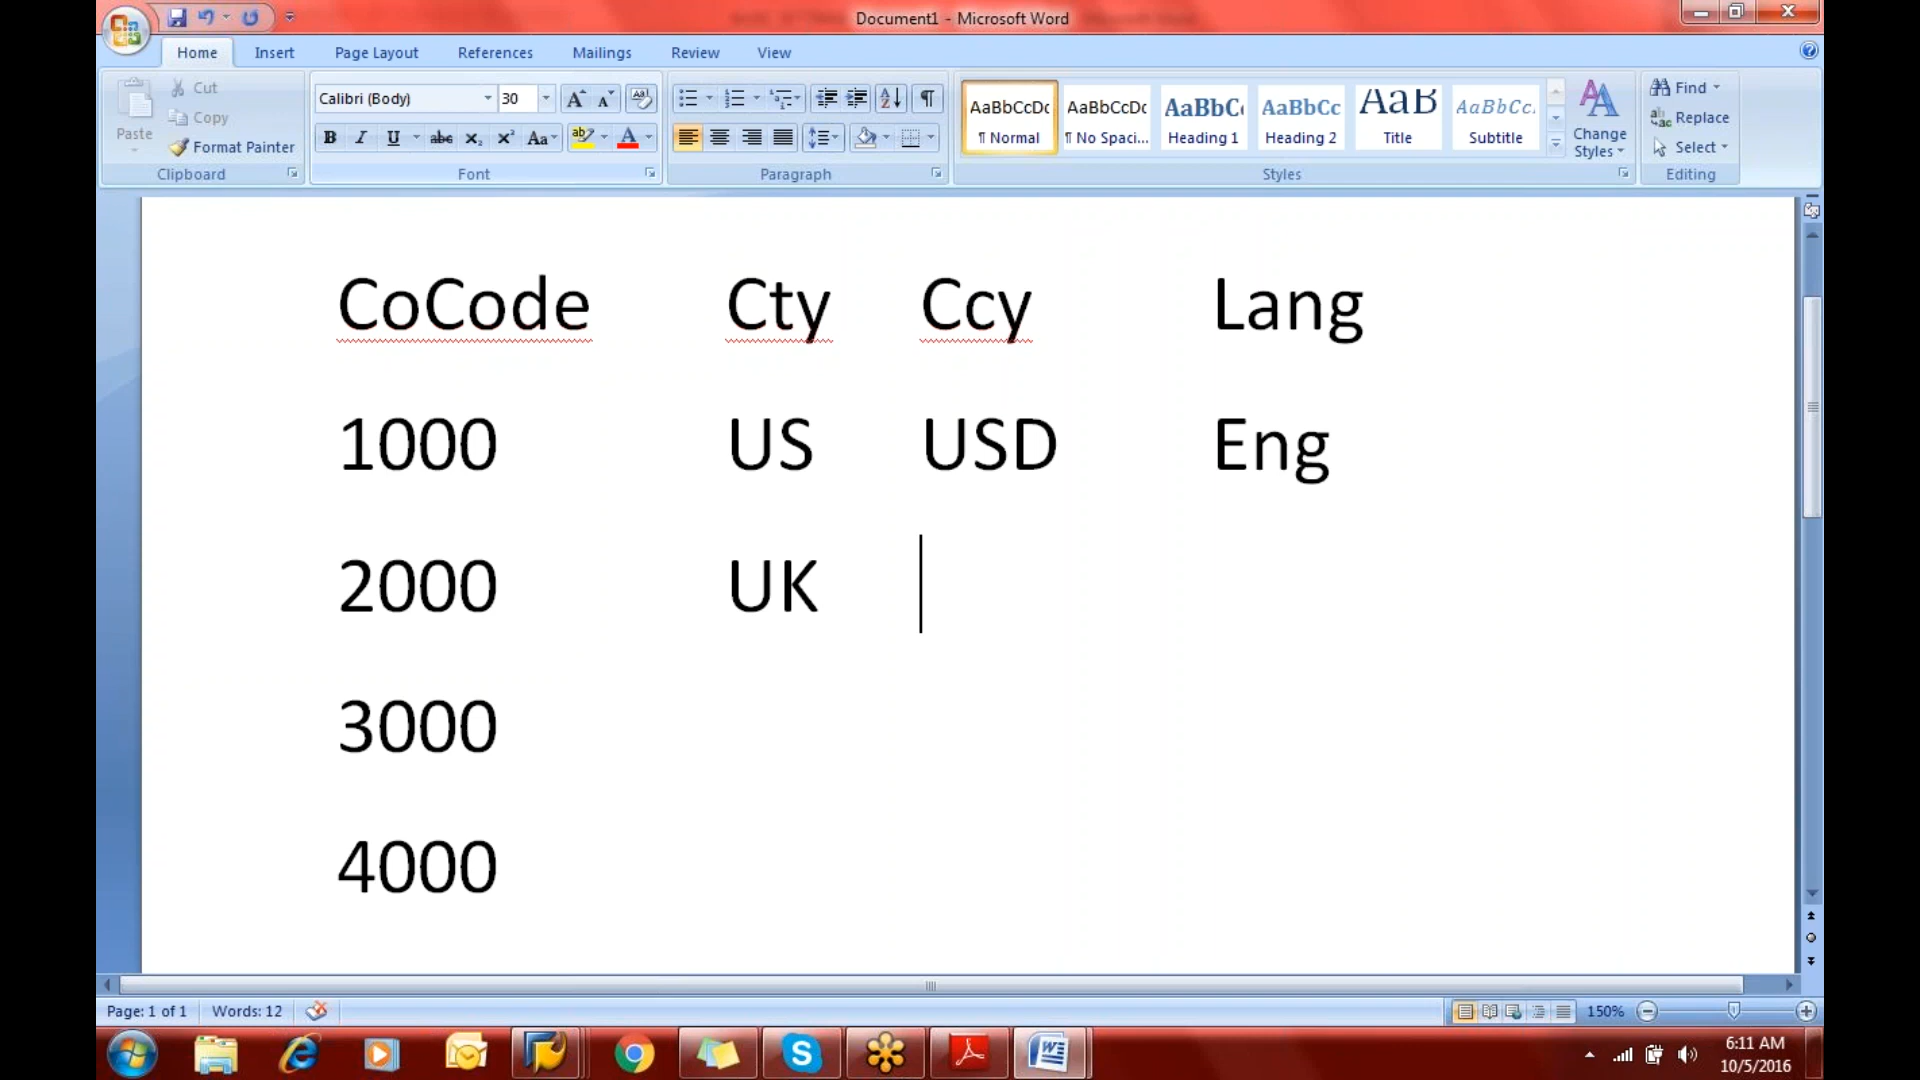 Document1 - Microsoft Word
Home Insert Page Layout References Mailings Review View
Paste
Cut
Copy
Format Painter
Clipboard
Calibri (Body) 30
Font
Paragraph
AaBbCcDc AaBbCcDc AaBbC AaBbCc AaB AaBbCc.
¶ Normal ¶ No Spaci... Heading 1 Heading 2 Title Subtitle
Change Styles
Styles
Find
Replace
Select
Editing
CoCode Cty Ccy Lang
1000 US USD Eng
2000 UK
3000
4000
Page: 1 of 1 Words: 12 150%
6:11 AM
10/5/2016